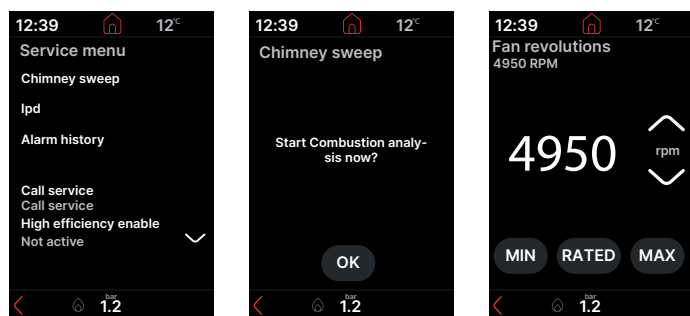 12:39 12°C
Service menu
Chimney sweep
Ipd
Alarm history
Call service
Call service
High efficiency enable
Not active
bar
1.2
12:39 12°C
Chimney sweep
Start Combustion analy-
sis now?
OK
bar
1.2
12:39 12°C
Fan revolutions
4950 RPM
4950
rpm
MIN RATED MAX
bar
1.2